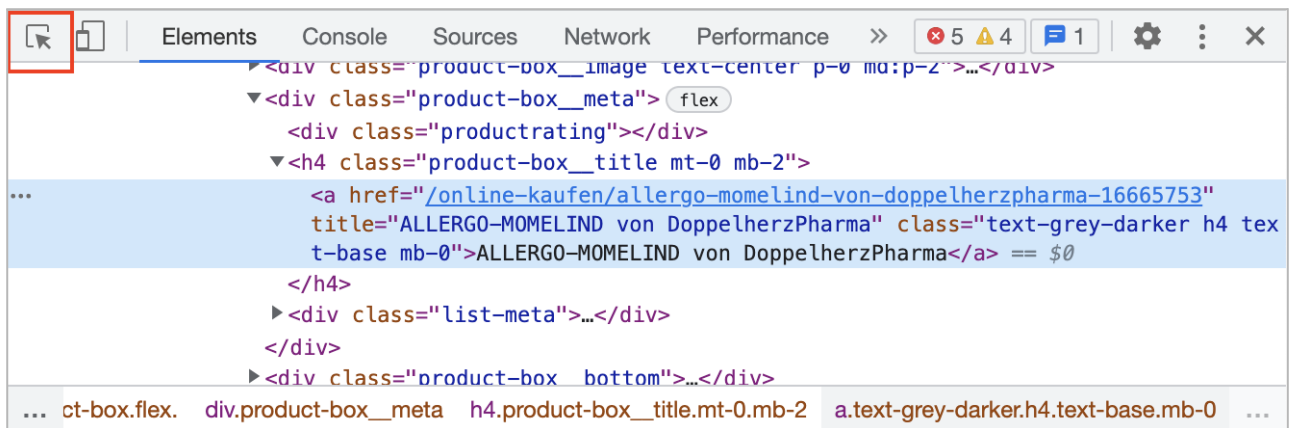 Elements Console Sources Network Performance >> 5 4 1
<div class="product-box__image text-center p-0 md:p-2">…</div>
<div class="product-box__meta"> flex
<div class="productrating"></div>
<h4 class="product-box__title mt-0 mb-2">
... <a href="/online-kaufen/allergo-momelind-von-doppelherzpharma-16665753"
title="ALLERGO-MOMELIND von DoppelherzPharma" class="text-grey-darker h4 tex
t-base mb-0">ALLERGO-MOMELIND von DoppelherzPharma</a> == $0
</h4>
<div class="list-meta">…</div>
</div>
<div class="product-box__bottom">…</div>
... ct-box.flex. div.product-box__meta h4.product-box__title.mt-0.mb-2 a.text-grey-darker.h4.text-base.mb-0 ...